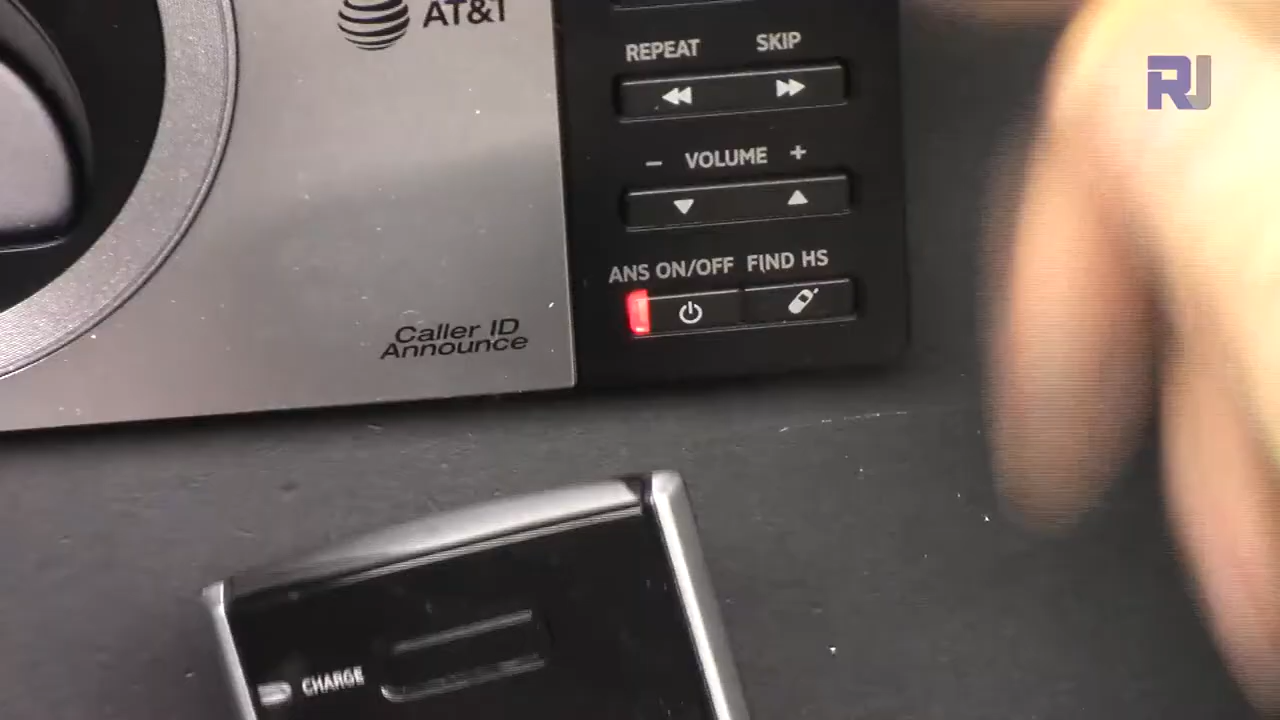 AT&T
REPEAT SKIP
RJ
– VOLUME +
ANS ON/OFF FIND HS
Caller ID
Announce
CHARGE